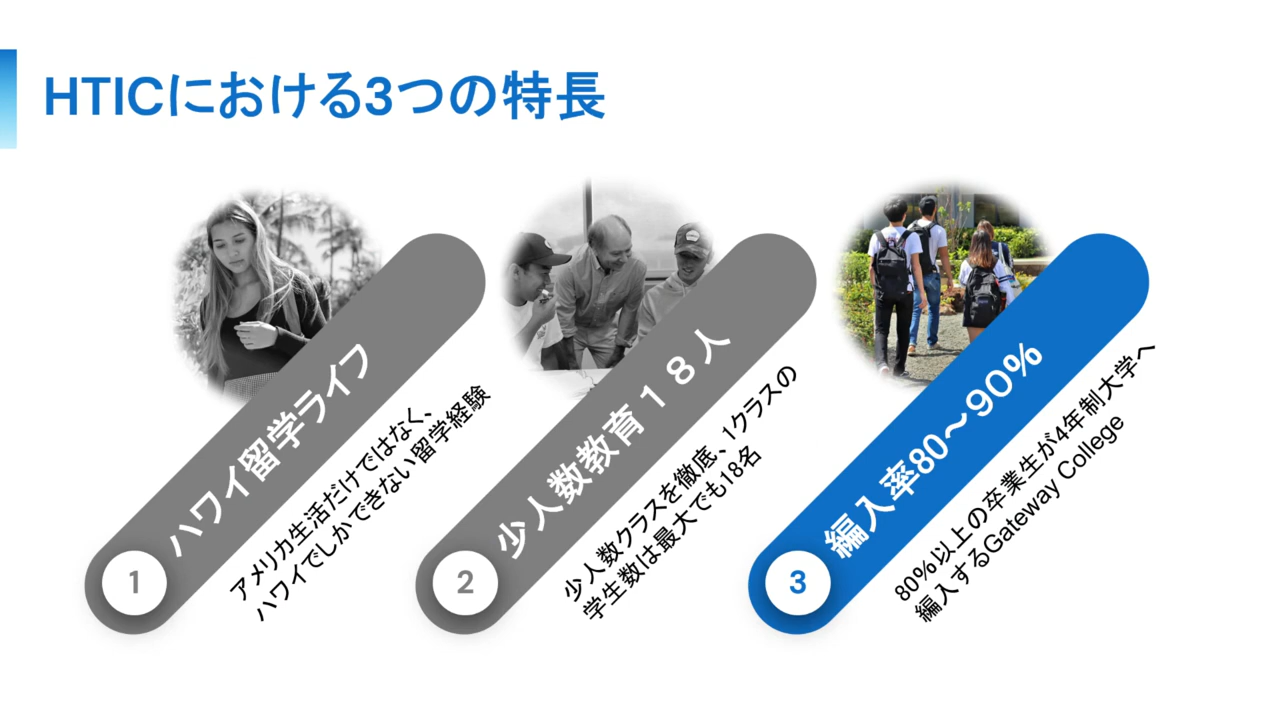 HTICにおける3つの特長
ハワイ留学ライフ
アメリカ生活だけではなく、
ハワイでしかできない留学経験
1
少人数教育１８人
少人数クラスを徹底、1クラスの
学生数は最大でも18名
2
編入率80～90%
80%以上の卒業生が4年制大学へ
編入するGateway College
3